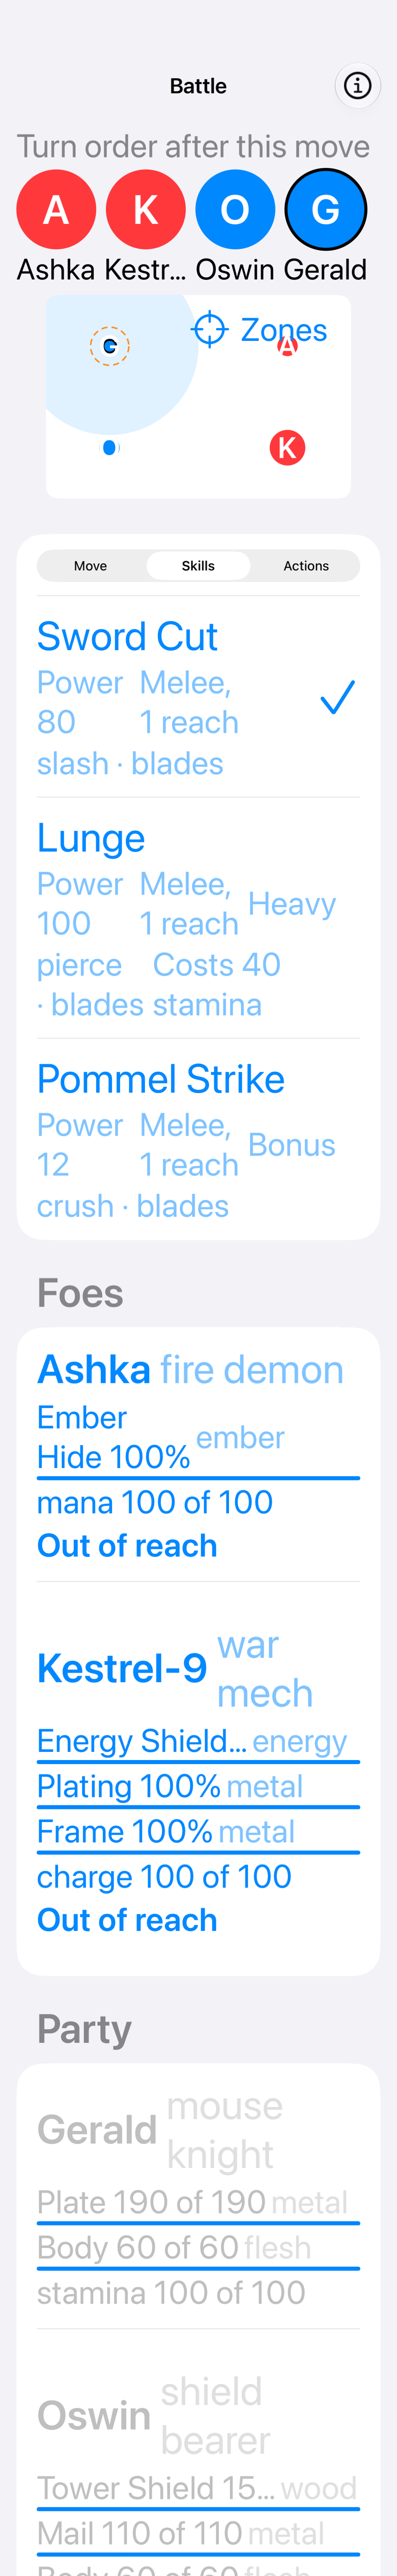 Battle
Turn order after this move
A K O G
Ashka Kestr... Oswin Gerald
Zones
G
A
K
Move Skills Actions
Sword Cut
Power 80 Melee, 1 reach
slash · blades
Lunge
Power 100 Melee, 1 reach Heavy
pierce · blades Costs 40 stamina
Pommel Strike
Power 12 Melee, 1 reach Bonus
crush · blades
Foes
Ashka fire demon
Ember Hide 100% ember
mana 100 of 100
Out of reach
Kestrel-9 war mech
Energy Shield... energy
Plating 100% metal
Frame 100% metal
charge 100 of 100
Out of reach
Party
Gerald mouse knight
Plate 190 of 190 metal
Body 60 of 60 flesh
stamina 100 of 100
Oswin shield bearer
Tower Shield 15... wood
Mail 110 of 110 metal
Body 60 of 60 flesh